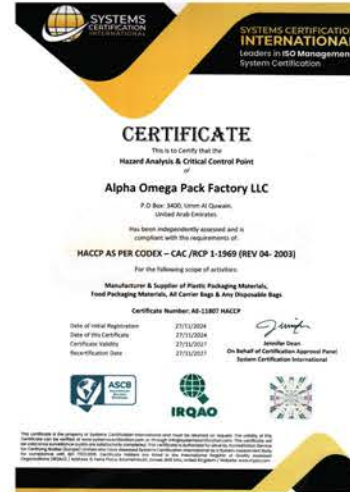 SYSTEMS
CERTIFICATION
INTERNATIONAL
SYSTEMS CERTIFICATION
INTERNATIONAL
Leaders in ISO Management
System Certification
CERTIFICATE
This is to Certify that the
Hazard Analysis & Critical Control Point
of
Alpha Omega Pack Factory LLC
P.O Box: 3400, Umm Al Quwain,
United Arab Emirates.
Has been independently assessed and is
compliant with the requirements of:
HACCP AS PER CODEX – CAC /RCP 1-1969 (REV 04- 2003)
For the following scope of activities:
Manufacturer & Supplier of Plastic Packaging Materials,
Food Packaging Materials, All Carrier Bags & Any Disposable Bags
Certificate Number: AE-11807 HACCP
Date of Initial Registration 27/11/2024
Date of this Certificate 27/11/2024
Certificate Validity 27/11/2027
Recertification Date 27/11/2027
Jennifer Dean
On Behalf of Certification Approval Panel
System Certification International
ASCB
IRQAO